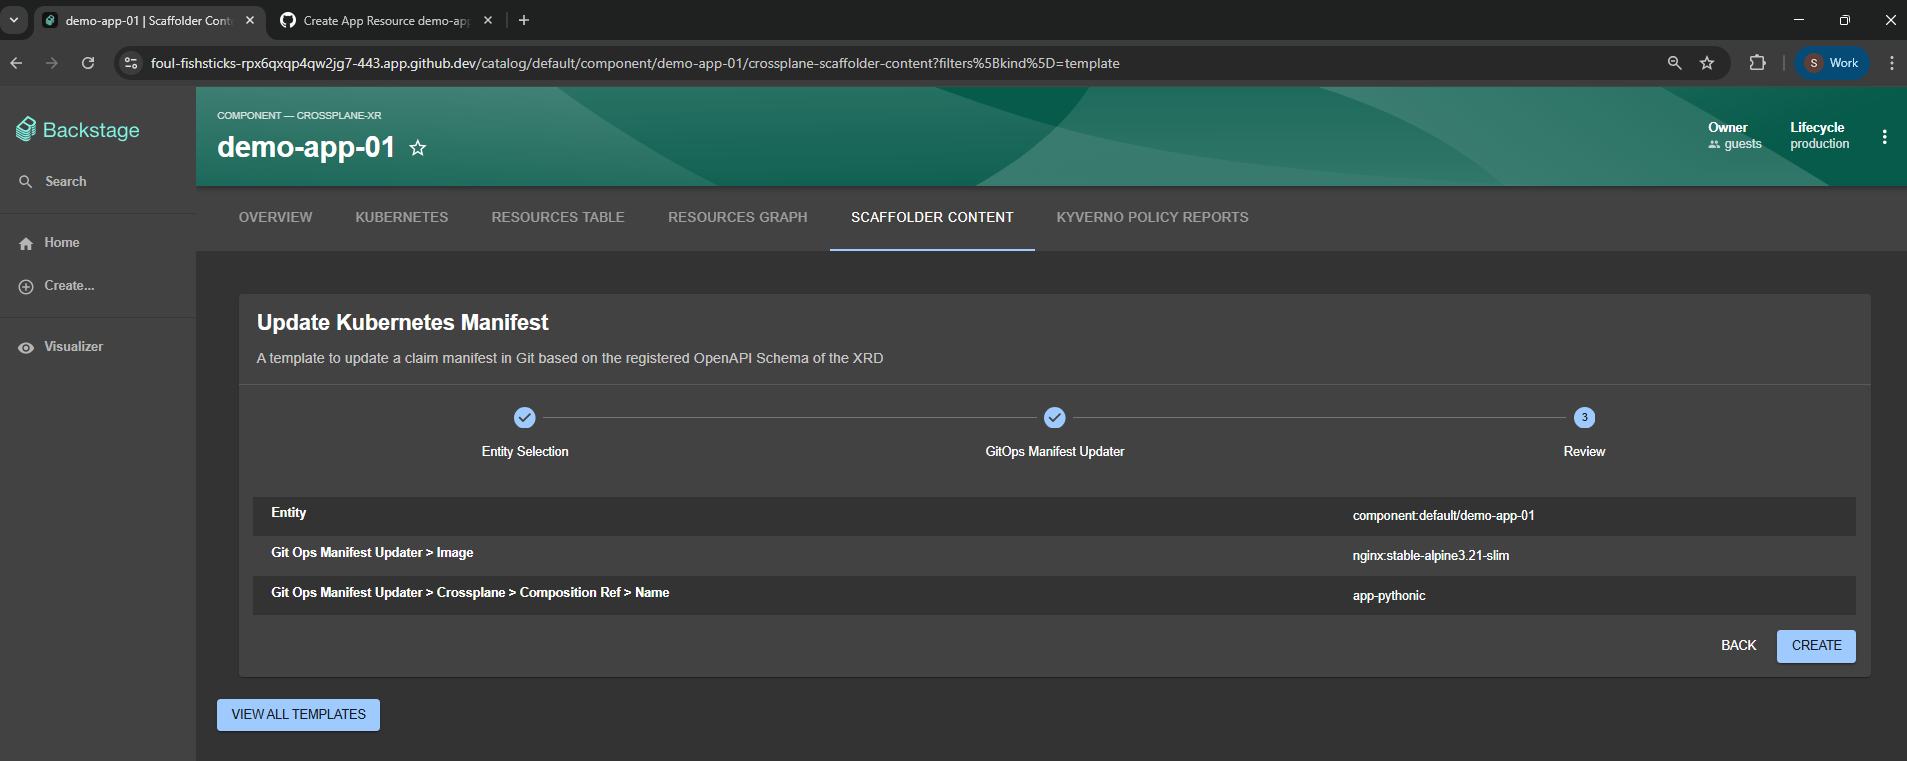 demo-app-01 | Scaffolder Cont
Create App Resource demo-app
foul-fishsticks-rpx6qxqp4qw2jg7-443.app.github.dev/catalog/default/component/demo-app-01/crossplane-scaffolder-content?filters%5Bkind%5D=template
S Work
Backstage
Search
Home
Create...
Visualizer
COMPONENT — CROSSPLANE-XR
demo-app-01
Owner
guests
Lifecycle
production
OVERVIEW KUBERNETES RESOURCES TABLE RESOURCES GRAPH SCAFFOLDER CONTENT KYVERNO POLICY REPORTS
Update Kubernetes Manifest
A template to update a claim manifest in Git based on the registered OpenAPI Schema of the XRD
3
Entity Selection GitOps Manifest Updater Review
Entity component:default/demo-app-01
Git Ops Manifest Updater > Image nginx:stable-alpine3.21-slim
Git Ops Manifest Updater > Crossplane > Composition Ref > Name app-pythonic
BACK CREATE
VIEW ALL TEMPLATES